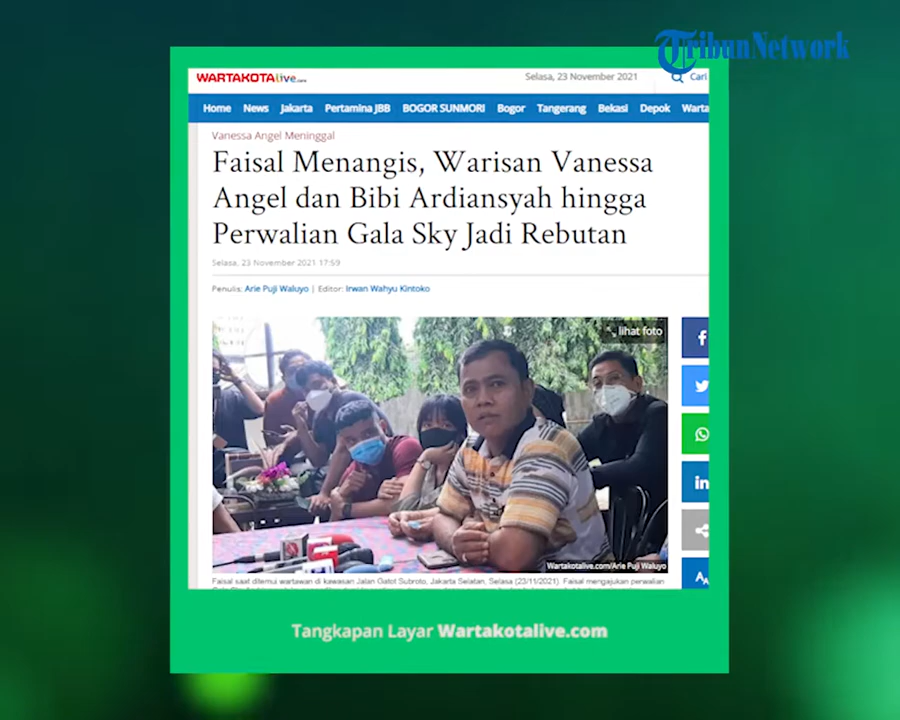 TribunNetwork
WARTAKOTAlive.com
Selasa, 23 November 2021
Cari
Home News Jakarta Pertamina JBB BOGOR SUNMORI Bogor Tangerang Bekasi Depok Warta
Vanessa Angel Meninggal
Faisal Menangis, Warisan Vanessa
Angel dan Bibi Ardiansyah hingga
Perwalian Gala Sky Jadi Rebutan
Selasa, 23 November 2021 17:59
Penulis: Arie Puji Waluyo | Editor: Irwan Wahyu Kintoko
lihat foto
Wartakotalive.com/Arie Puji Waluyo
Faisal saat ditemui wartawan di kawasan Jalan Gatot Subroto, Jakarta Selatan, Selasa (23/11/2021). Faisal mengajukan perwalian
Tangkapan Layar Wartakotalive.com